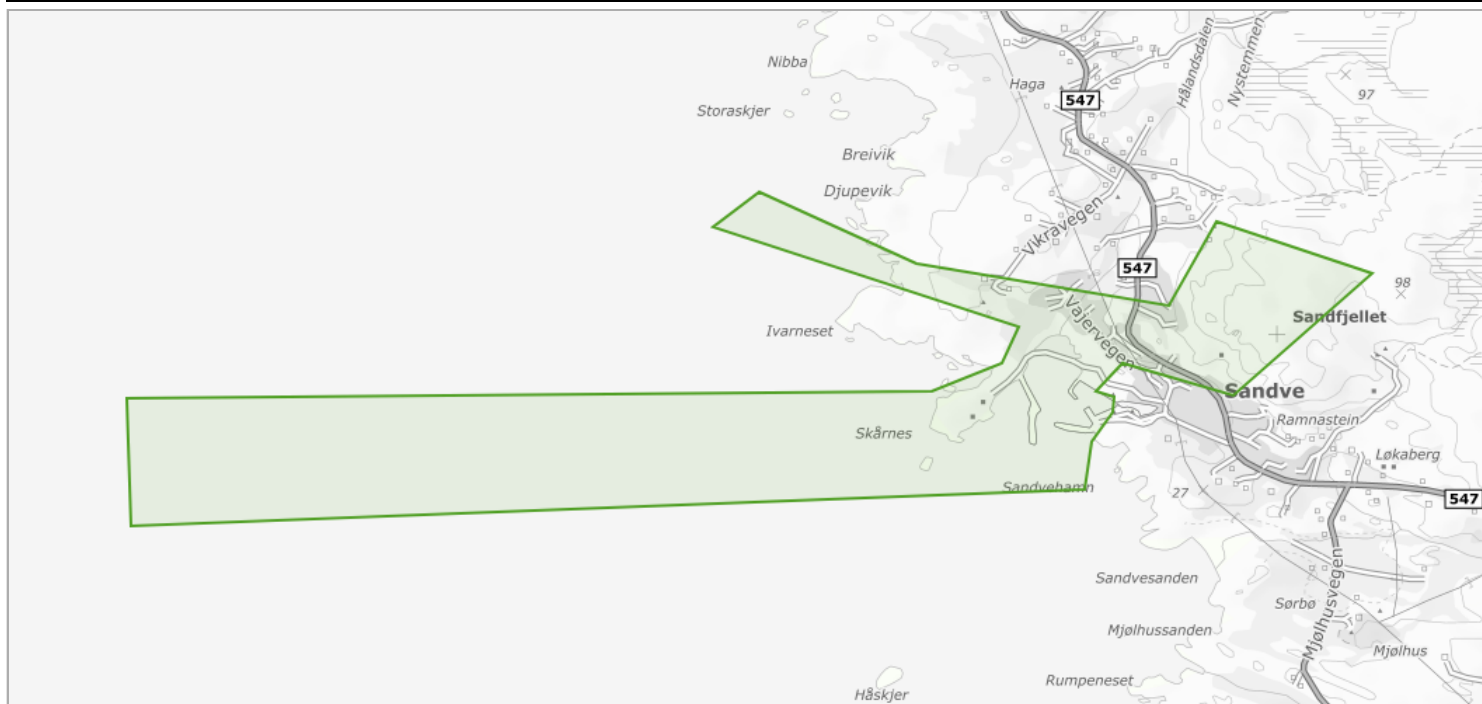 Nibba
Haga
Hålandsdalen
Nystemmen
97
547
Storaskjer
Breivik
Djupevik
Vikravegen
547
98
Sandfjellet
Vajervegen
Ivarneset
Sandve
Ramnastein
Skårnes
Løkaberg
Sandvehamn
27
547
Sandvesanden
Mjølhusvegen
Sørbø
Mjølhussanden
Mjølhus
Rumpeneset
Håskjer